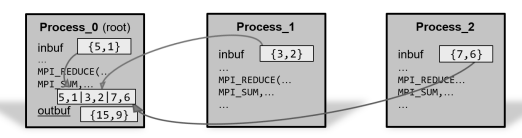 Process_0 (root)
inbuf {5,1}
...
MPI_REDUCE(...
MPI_SUM,...
5,1|3,2|7,6
outbuf {15,9}
Process_1
inbuf {3,2}
...
MPI_REDUCE(...
MPI_SUM,...
...
Process_2
inbuf {7,6}
...
MPI_REDUCE...
MPI_SUM,...
...